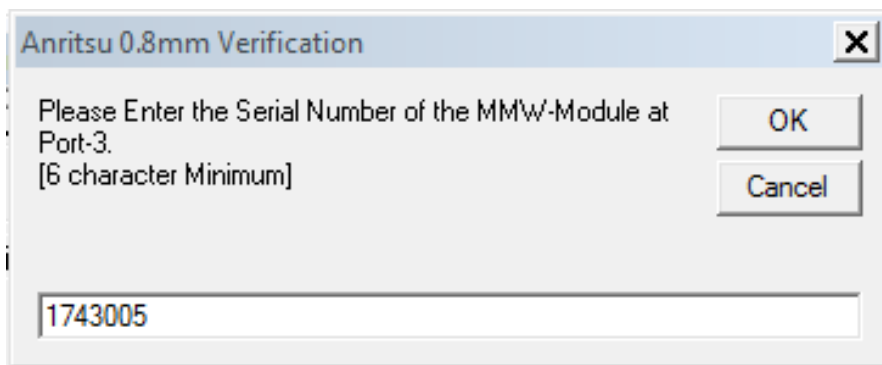 Anritsu 0.8mm Verification
Please Enter the Serial Number of the MMW-Module at
Port-3.
[6 character Minimum]
OK
Cancel
1743005